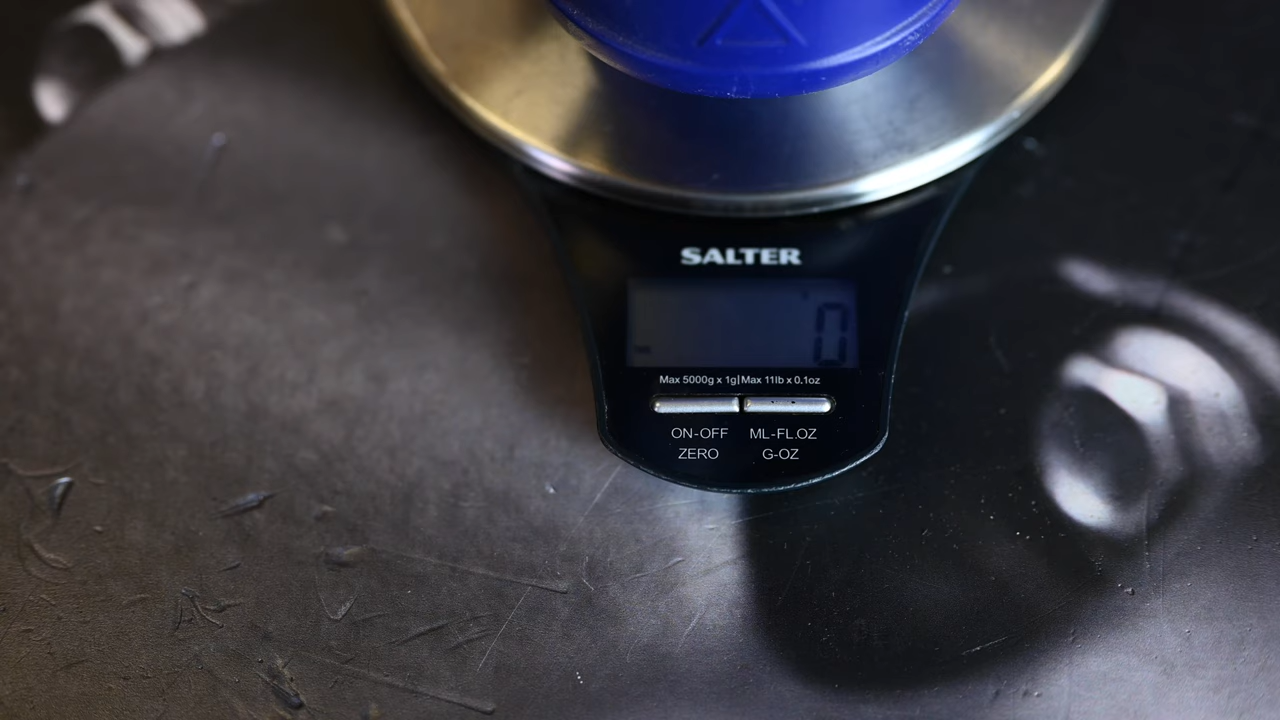 SALTER
0
Max 5000g x 1g|Max 11lb x 0.1oz
ON-OFF ML-FL.OZ
ZERO G-OZ